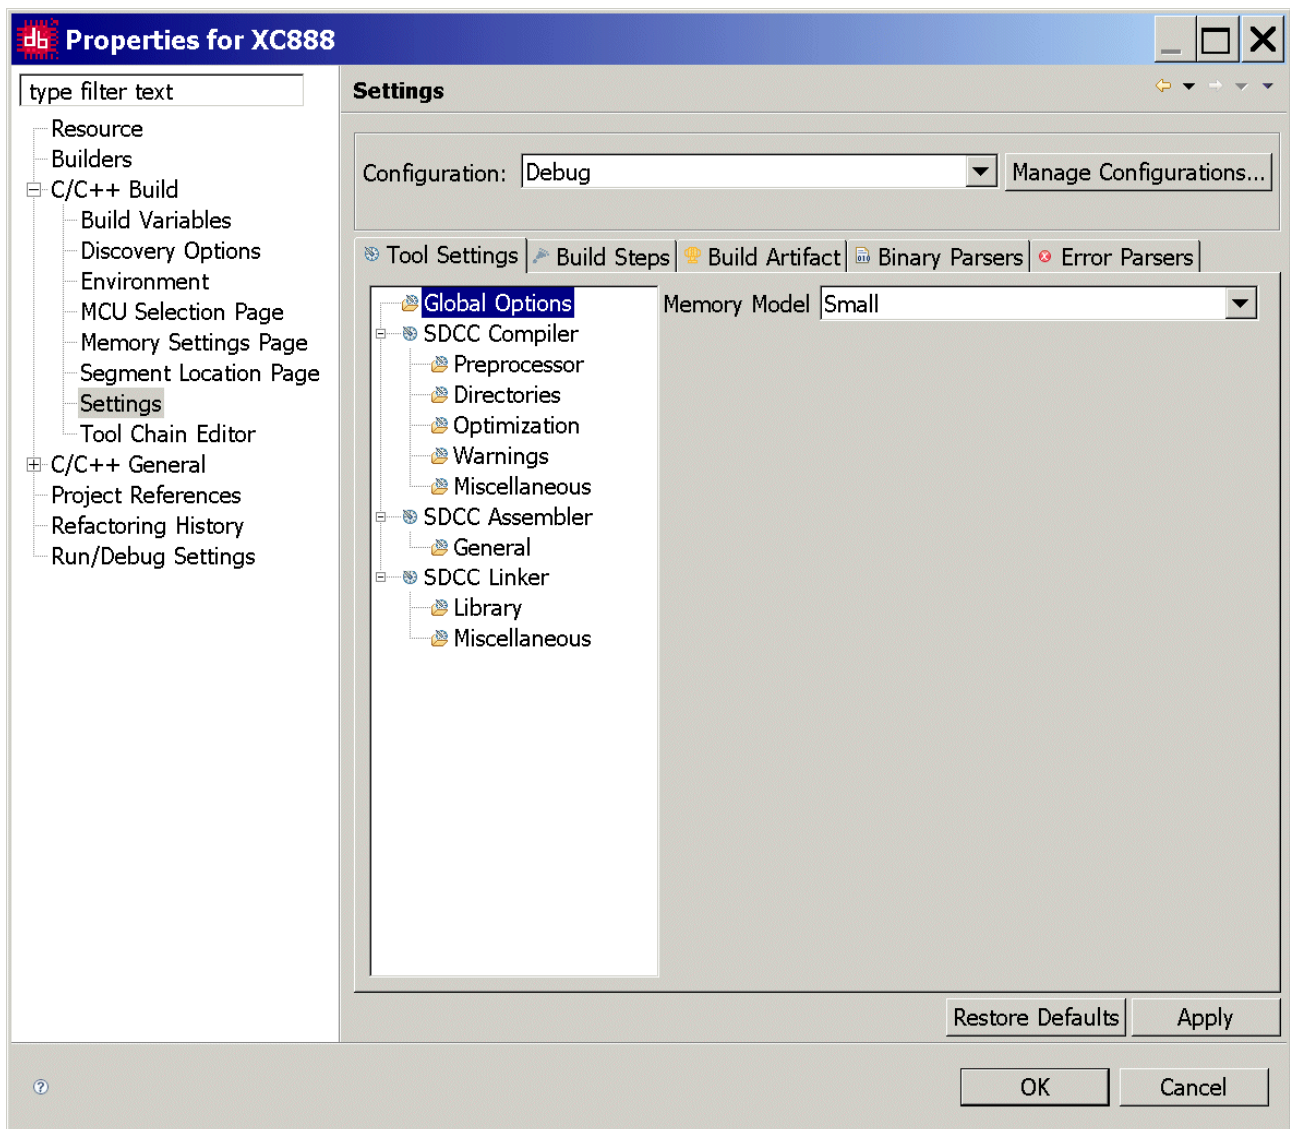 db Properties for XC888
type filter text
Resource
Builders
C/C++ Build
Build Variables
Discovery Options
Environment
MCU Selection Page
Memory Settings Page
Segment Location Page
Settings
Tool Chain Editor
C/C++ General
Project References
Refactoring History
Run/Debug Settings
Settings
Configuration: Debug Manage Configurations...
Tool Settings Build Steps Build Artifact Binary Parsers Error Parsers
Global Options
SDCC Compiler
Preprocessor
Directories
Optimization
Warnings
Miscellaneous
SDCC Assembler
General
SDCC Linker
Library
Miscellaneous
Memory Model Small
Restore Defaults Apply
OK Cancel